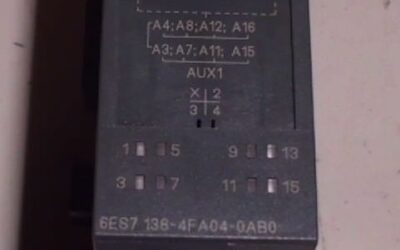 A4;A8;A12; A16
A3;A7;A11; A15
AUX1
X 2
3 4
1 5 9 13
3 7 11 15
6ES7 138-4FA04-0AB0